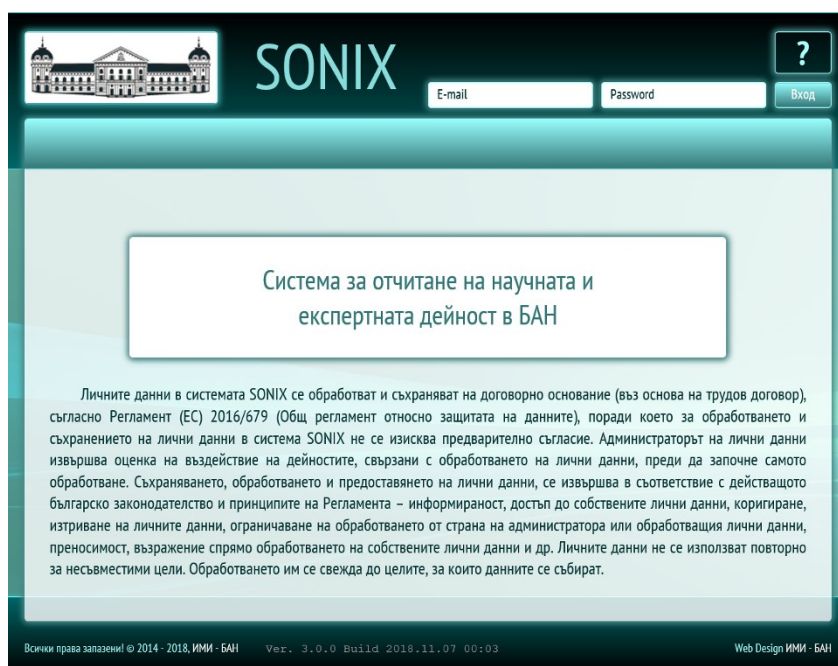 SONIX
?
E-mail Password Вход
Система за отчитане на научната и
експертната дейност в БАН
Личните данни в системата SONIX се обработват и съхраняват на договорно основание (въз основа на трудов договор),
съгласно Регламент (ЕС) 2016/679 (Общ регламент относно защитата на данните), поради което за обработването и
съхранението на лични данни в система SONIX не се изисква предварително съгласие. Администраторът на лични данни
извършва оценка на въздействие на дейностите, свързани с обработването на лични данни, преди да започне самото
обработване. Съхраняването, обработването и предоставянето на лични данни, се извършва в съответствие с действащото
българско законодателство и принципите на Регламента – информираност, достъп до собствените лични данни, коригиране,
изтриване на личните данни, ограничаване на обработването от страна на администратора или обработващия лични данни,
преносимост, възражение спрямо обработването на собствените лични данни и др. Личните данни не се използват повторно
за несъвместими цели. Обработването им се свежда до целите, за които данните се събират.
Всички права запазени! © 2014 - 2018, ИМИ - БАН Ver. 3.0.0 Build 2018.11.07 00:03 Web Design ИМИ - БАН